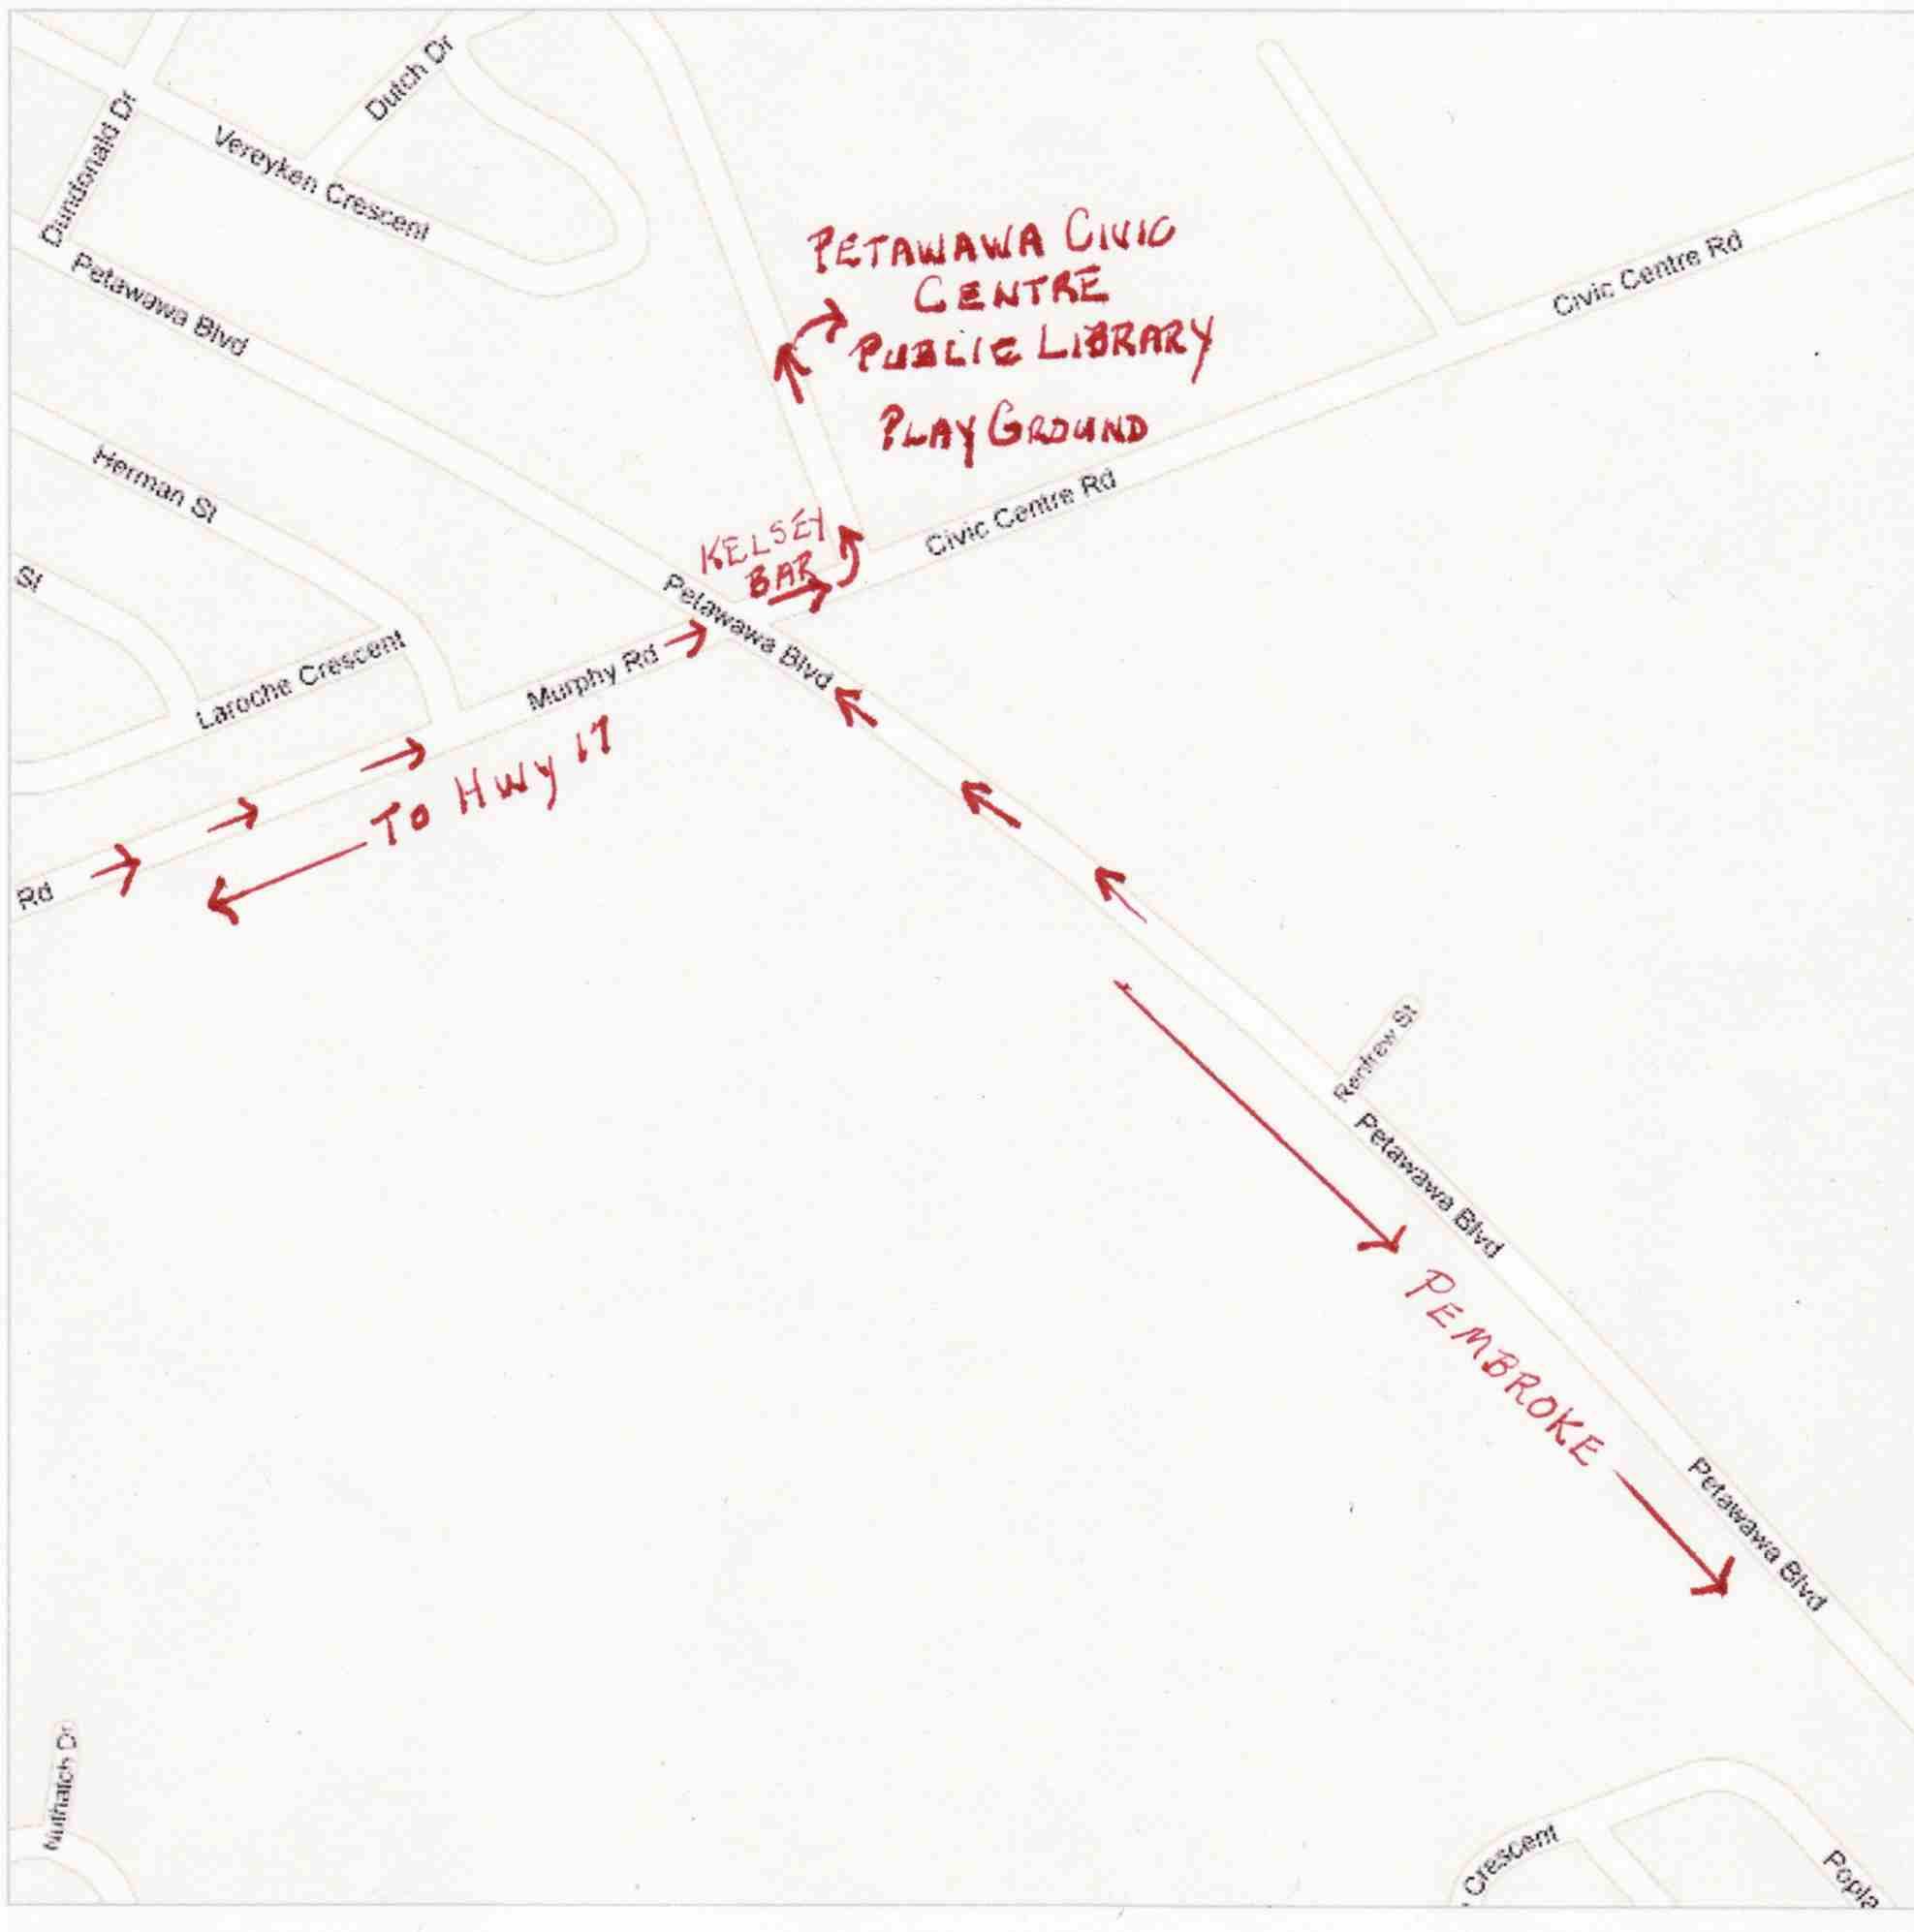 Dutch Dr
Dundonald Dr
Vereyken Crescent
Petawawa Blvd
PETAWAWA CIVIC
CENTRE
PUBLIC LIBRARY
PLAY GROUND
Civic Centre Rd
Herman St
Civic Centre Rd
KELSEY
BAR
St
Petawawa Blvd
Laroche Crescent
Murphy Rd
TO HWY 17
Rd
Renfrew St
Petawawa Blvd
PEMBROKE
Petawawa Blvd
Nuthatch Dr
Crescent
Popla